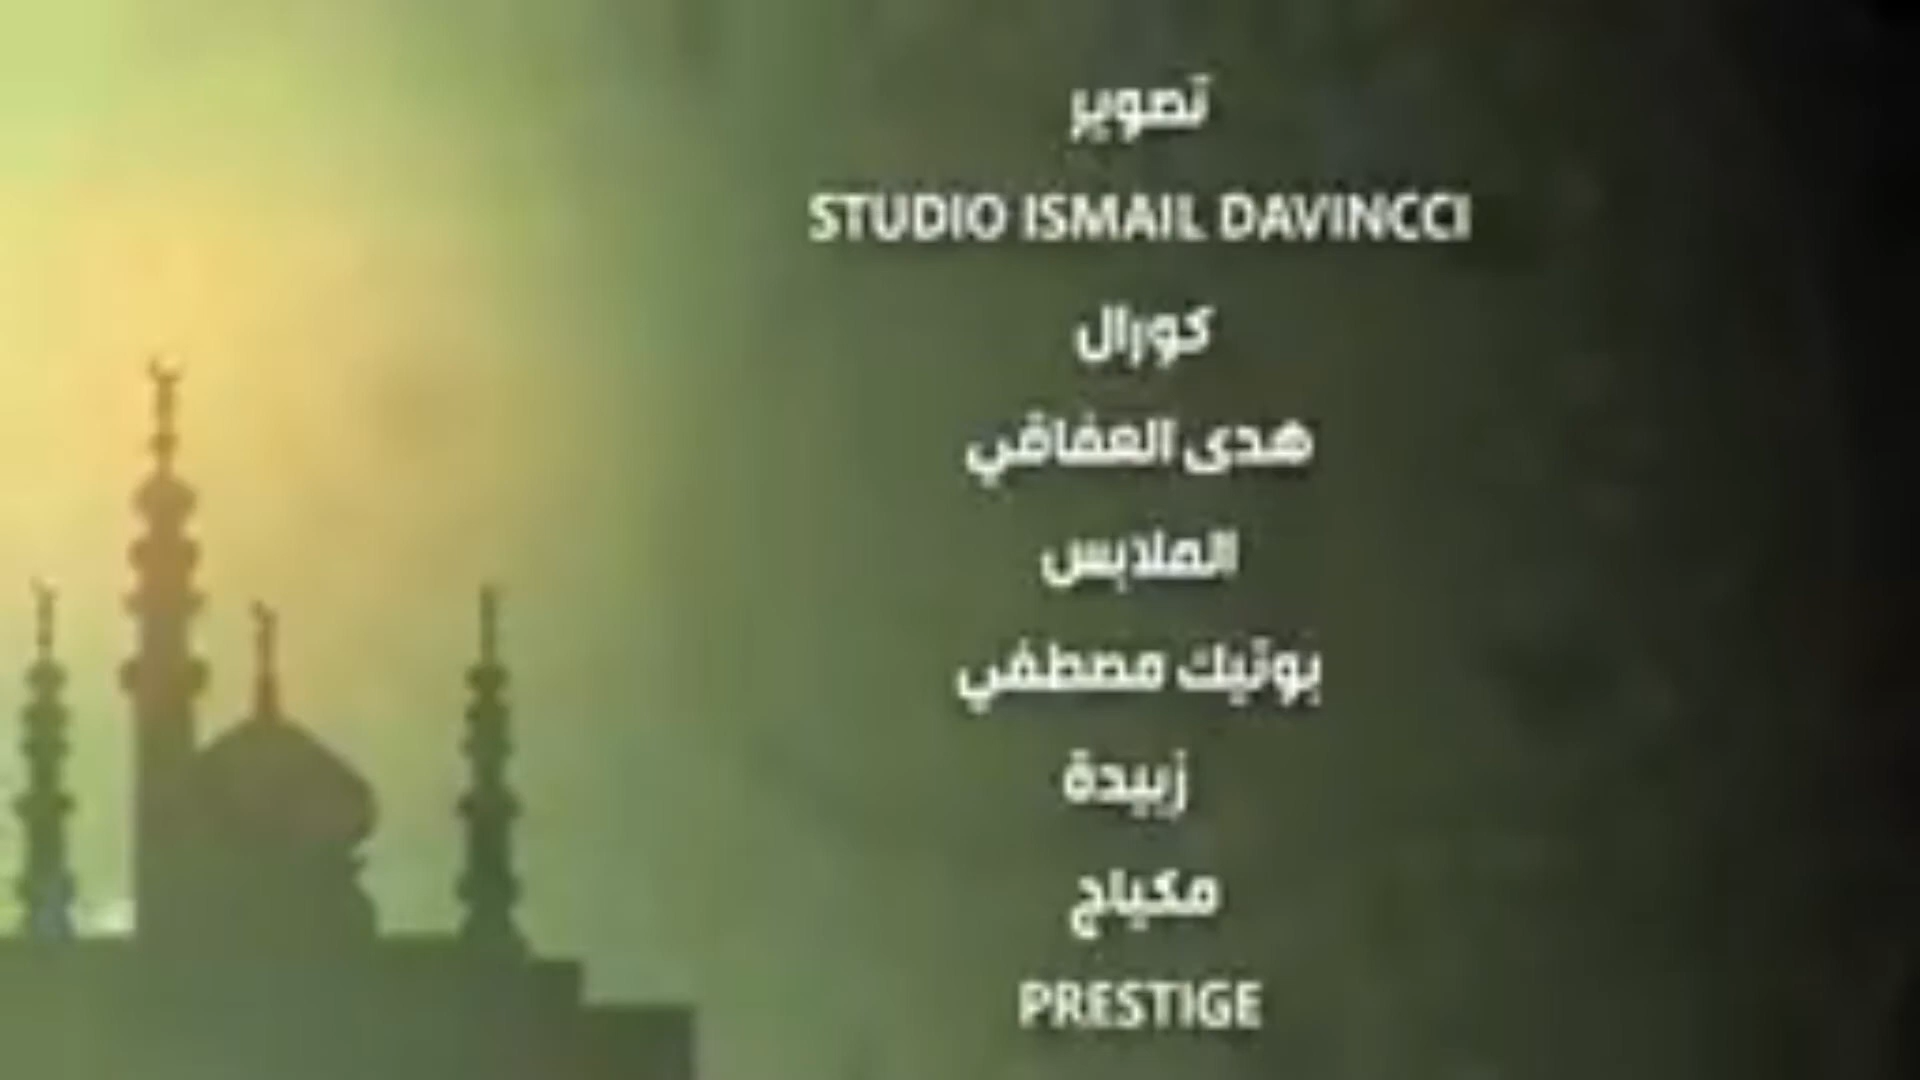 تصوير
STUDIO ISMAIL DAVINCCI
كورال
هدى العفاقي
الملابس
بوتيك مصطفي
زبيدة
مكياج
PRESTIGE